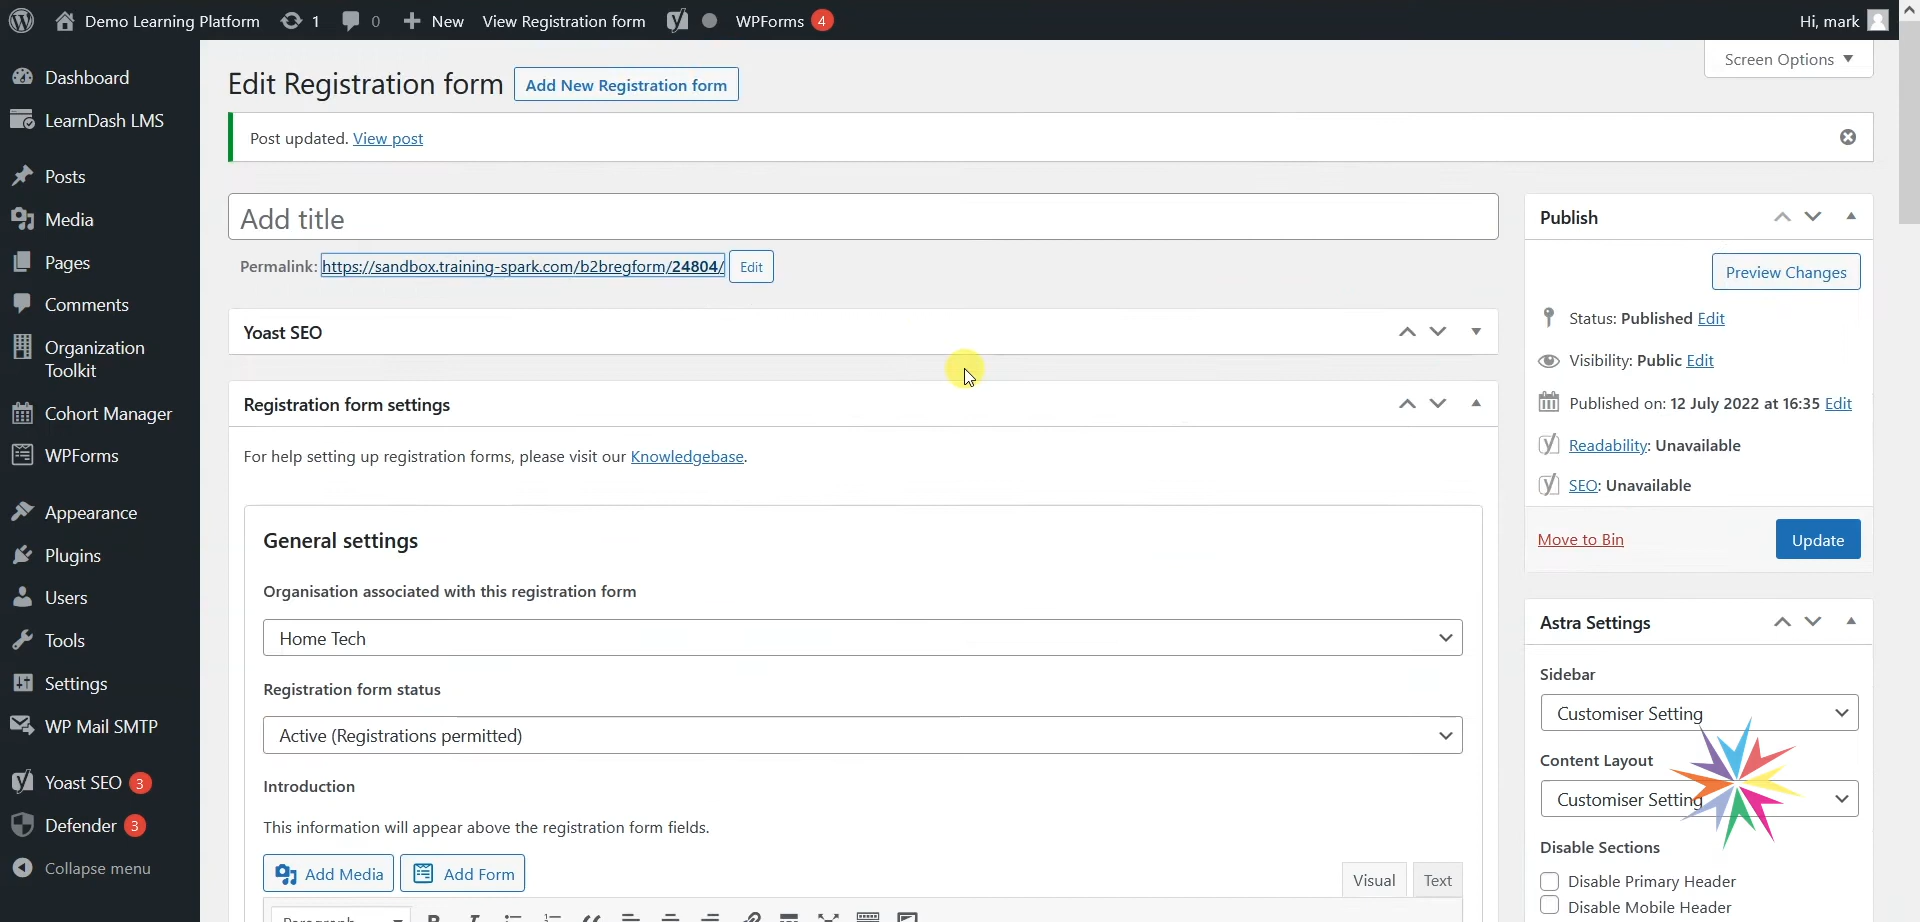 Demo Learning Platform 1 0 New View Registration form WPForms 4 Hi, mark
Screen Options
Dashboard
LearnDash LMS
Posts
Media
Pages
Comments
Organization
Toolkit
Cohort Manager
WPForms
Appearance
Plugins
Users
Tools
Settings
WP Mail SMTP
Yoast SEO 3
Defender 3
Collapse menu
Edit Registration form Add New Registration form
Post updated. View post
Add title
Permalink: https://sandbox.training-spark.com/b2bregform/24804/ Edit
Yoast SEO
Registration form settings
For help setting up registration forms, please visit our Knowledgebase.
General settings
Organisation associated with this registration form
Home Tech
Registration form status
Active (Registrations permitted)
Introduction
This information will appear above the registration form fields.
Add Media Add Form
Visual Text
Paragraph
Publish
Preview Changes
Status: Published Edit
Visibility: Public Edit
Published on: 12 July 2022 at 16:35 Edit
Readability: Unavailable
SEO: Unavailable
Move to Bin Update
Astra Settings
Sidebar
Customiser Setting
Content Layout
Customiser Setting
Disable Sections
Disable Primary Header
Disable Mobile Header